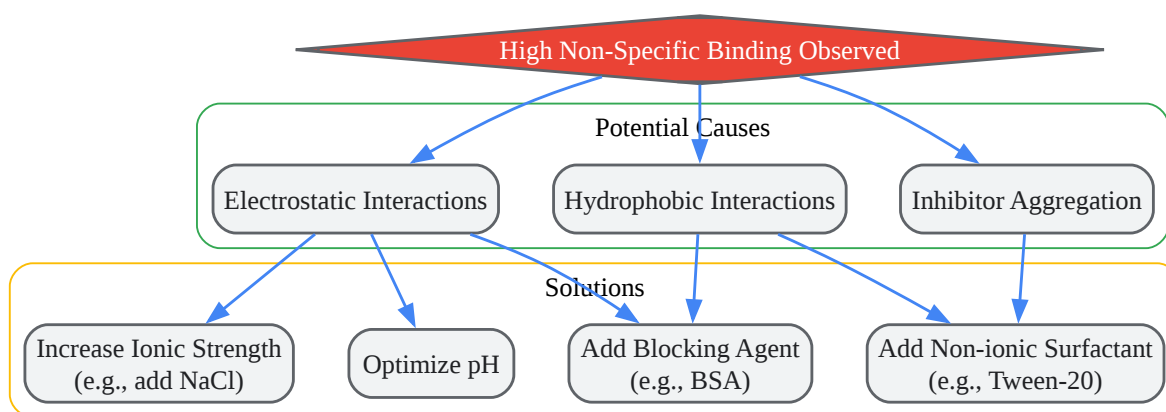 High Non-Specific Binding Observed
Potential Causes
Electrostatic Interactions
Hydrophobic Interactions
Inhibitor Aggregation
Solutions
Increase Ionic Strength
(e.g., add NaCl)
Optimize pH
Add Blocking Agent
(e.g., BSA)
Add Non-ionic Surfactant
(e.g., Tween-20)